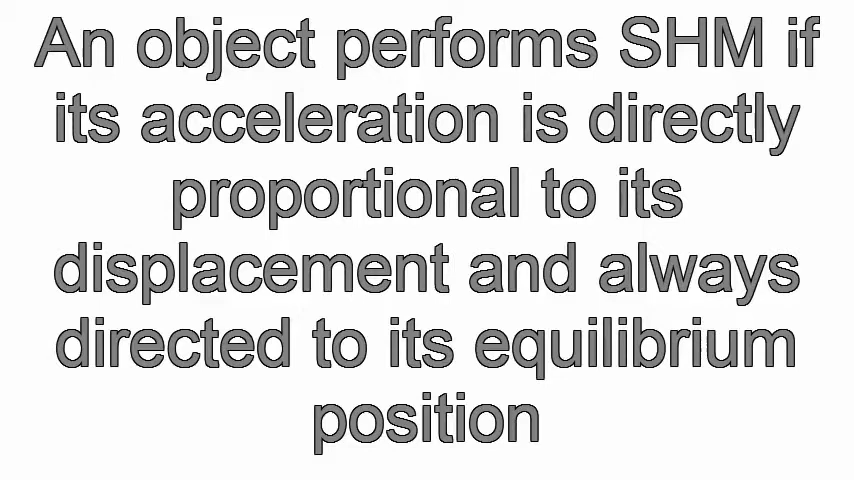 An object performs SHM if
its acceleration is directly
proportional to its
displacement and always
directed to its equilibrium
position